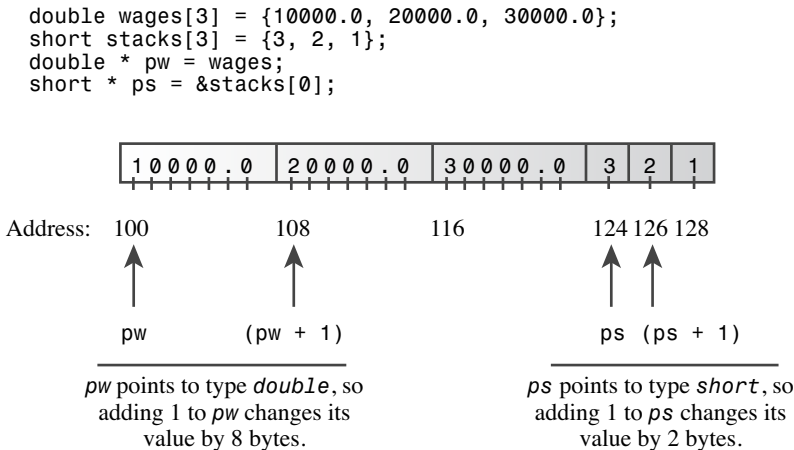 double wages[3] = {10000.0, 20000.0, 30000.0};
short stacks[3] = {3, 2, 1};
double * pw = wages;
short * ps = &stacks[0];
10000.0 20000.0 30000.0 3 2 1
Address: 100 108 116 124 126 128
pw (pw + 1) ps (ps + 1)
pw points to type double, so
adding 1 to pw changes its
value by 8 bytes.
ps points to type short, so
adding 1 to ps changes its
value by 2 bytes.